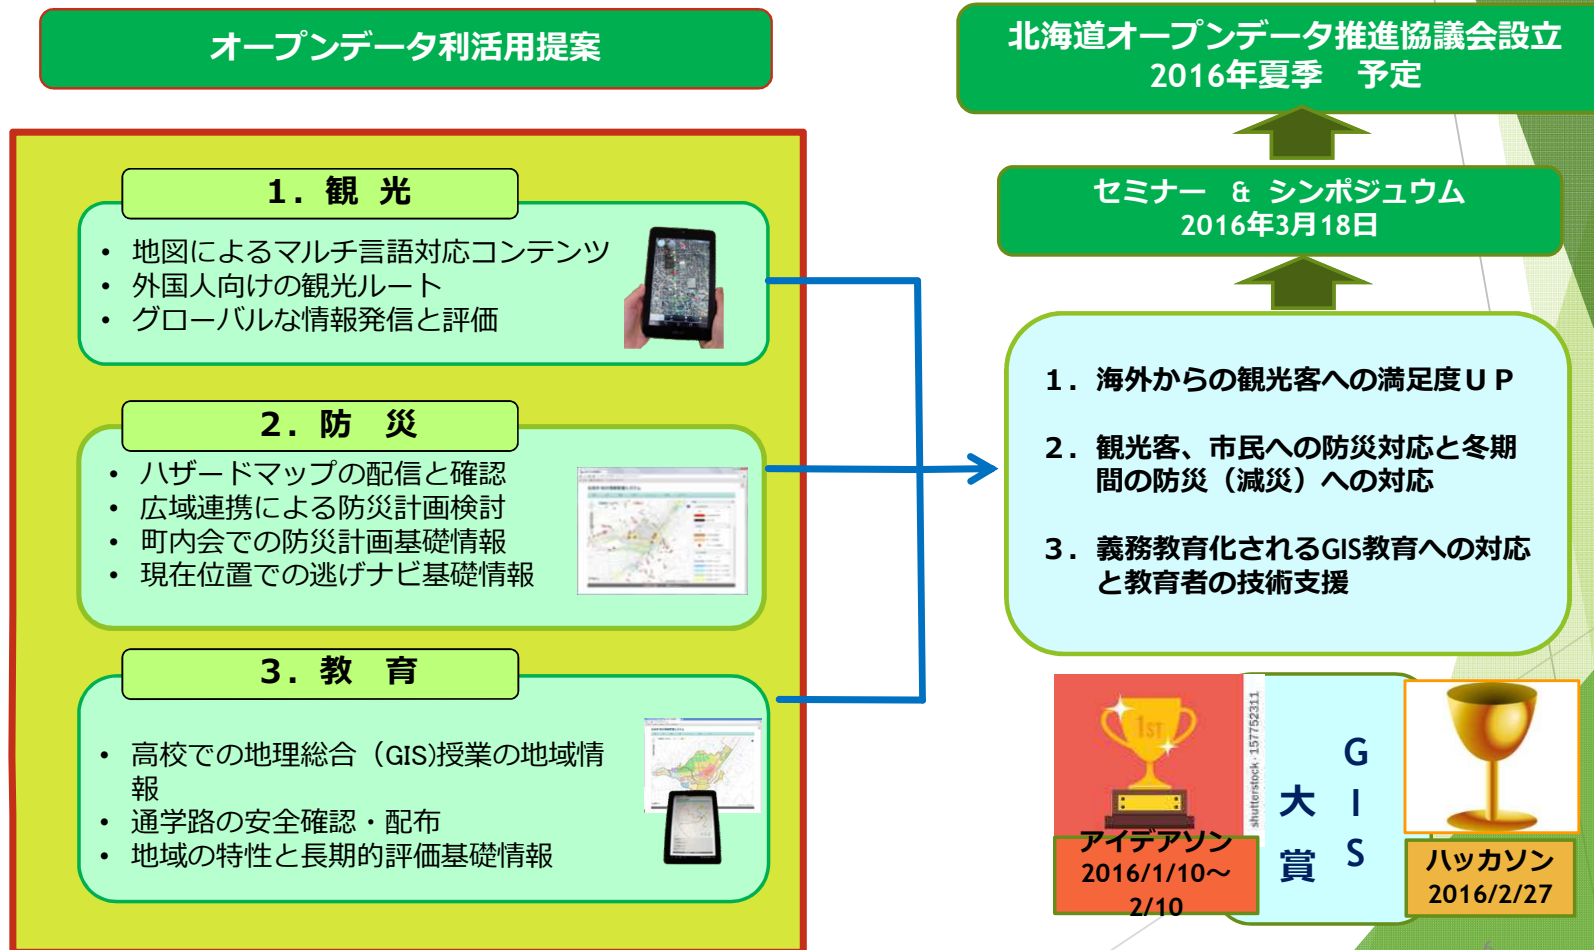 オープンデータ利活用提案
1. 観 光
• 地図によるマルチ言語対応コンテンツ
• 外国人向けの観光ルート
• グローバルな情報発信と評価
2. 防 災
• ハザードマップの配信と確認
• 広域連携による防災計画検討
• 町内会での防災計画基礎情報
• 現在位置での逃げナビ基礎情報
3. 教 育
• 高校での地理総合（GIS)授業の地域情
報
• 通学路の安全確認・配布
• 地域の特性と長期的評価基礎情報
北海道オープンデータ推進協議会設立
2016年夏季　予定
セミナー & シンポジュウム
2016年3月18日
1. 海外からの観光客への満足度ＵＰ
2. 観光客、市民への防災対応と冬期
間の防災（減災）への対応
3. 義務教育化されるGIS教育への対応
と教育者の技術支援
1ST
アイデアソン
2016/1/10～
2/10
shutterstock · 157752311
GIS
大賞
ハッカソン
2016/2/27
6